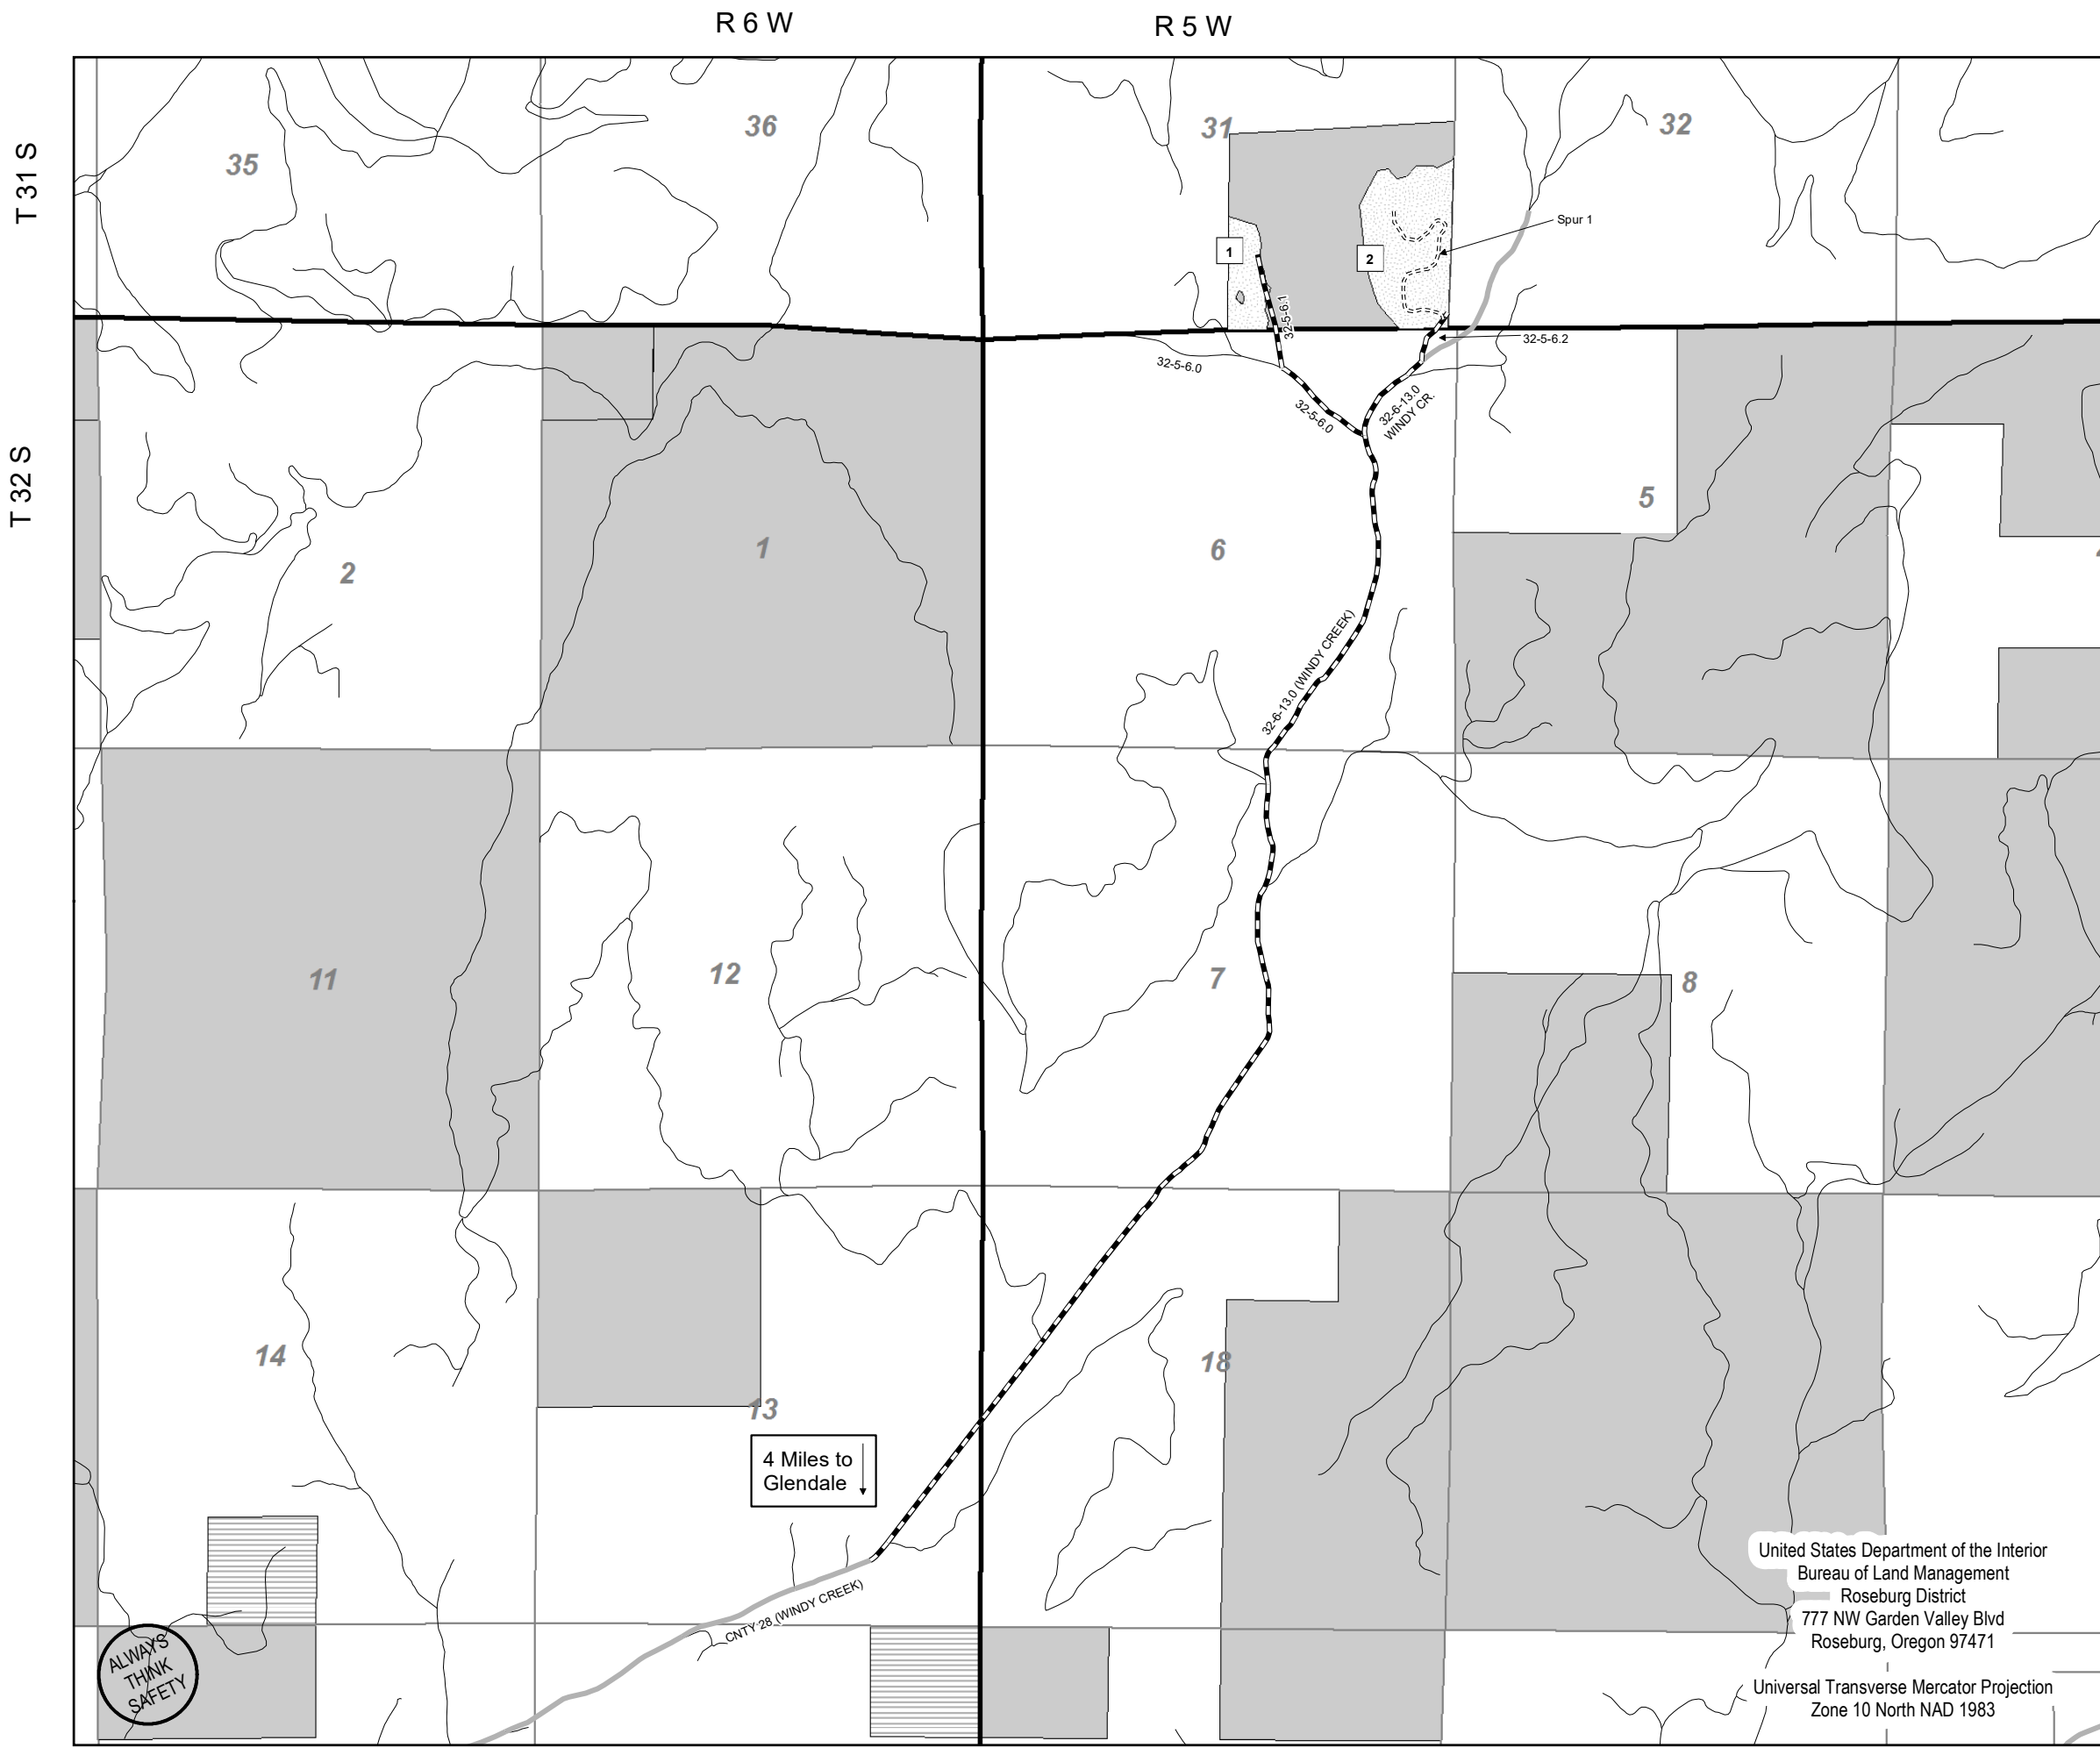 R 6 W
R 5 W
T 31 S
T 32 S
35
36
31
32
1
2
Spur 1
32-5-6.1
32-5-6.2
32-5-6.0
32-5-6.0
32-6-13.0
WINDY CR.
2
1
6
5
32-6-13.0 (WINDY CREEK)
11
12
7
8
14
13
18
4 Miles to
Glendale
CNTY 28 (WINDY CREEK)
ALWAYS
THINK
SAFETY
United States Department of the Interior
Bureau of Land Management
Roseburg District
777 NW Garden Valley Blvd
Roseburg, Oregon 97471
Universal Transverse Mercator Projection
Zone 10 North NAD 1983